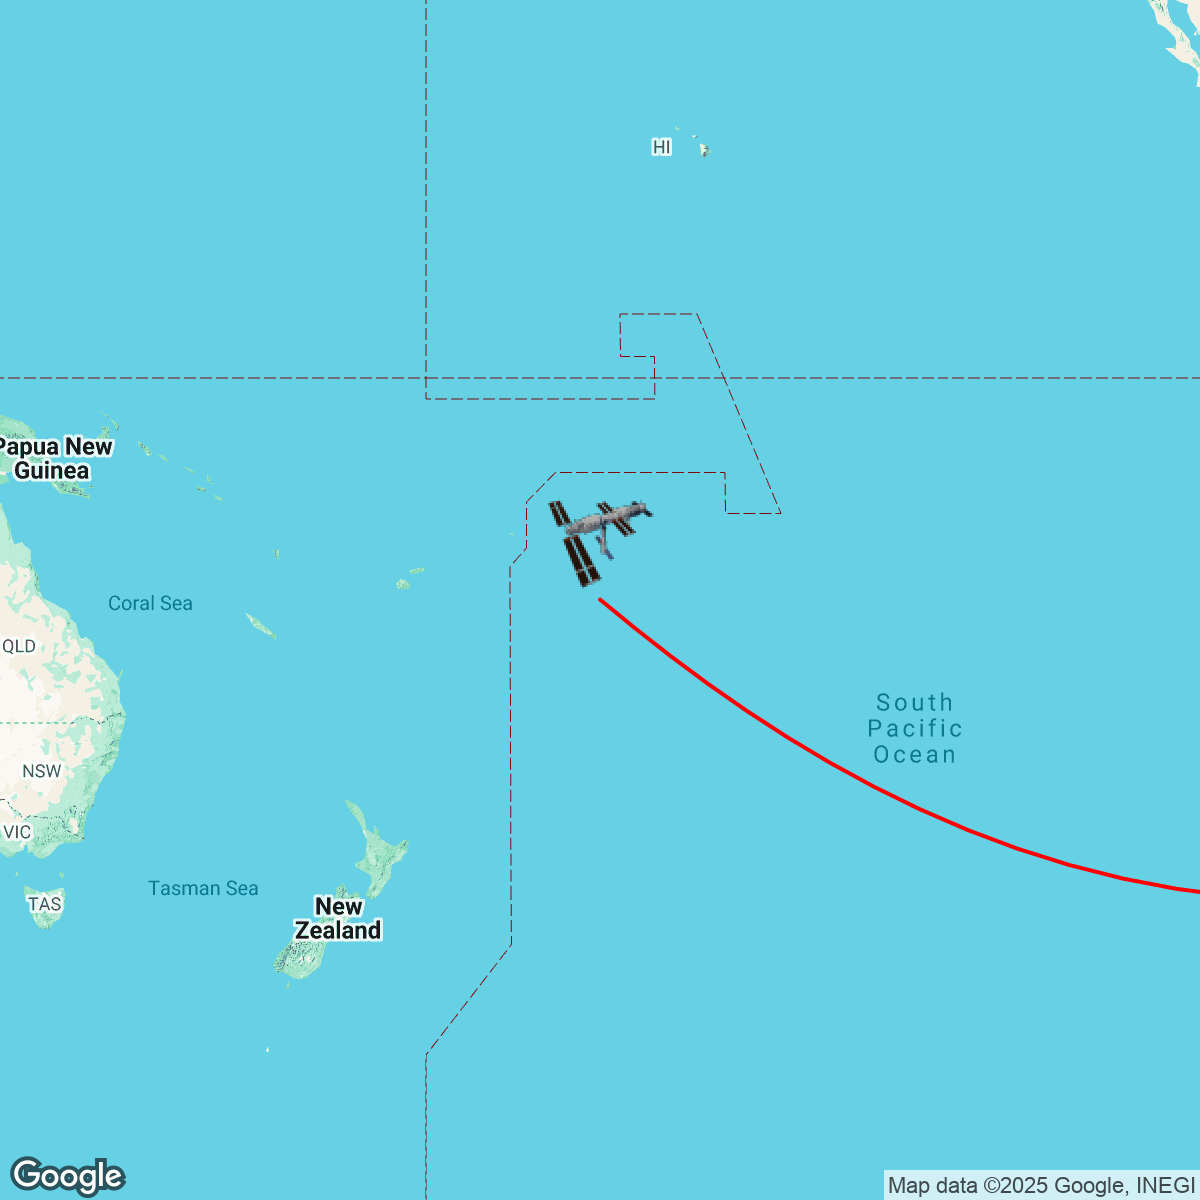 HI
Papua New
Guinea
Coral Sea
QLD
South
Pacific
Ocean
NSW
VIC
Tasman Sea
TAS
New
Zealand
Google
Map data ©2025 Google, INEGI